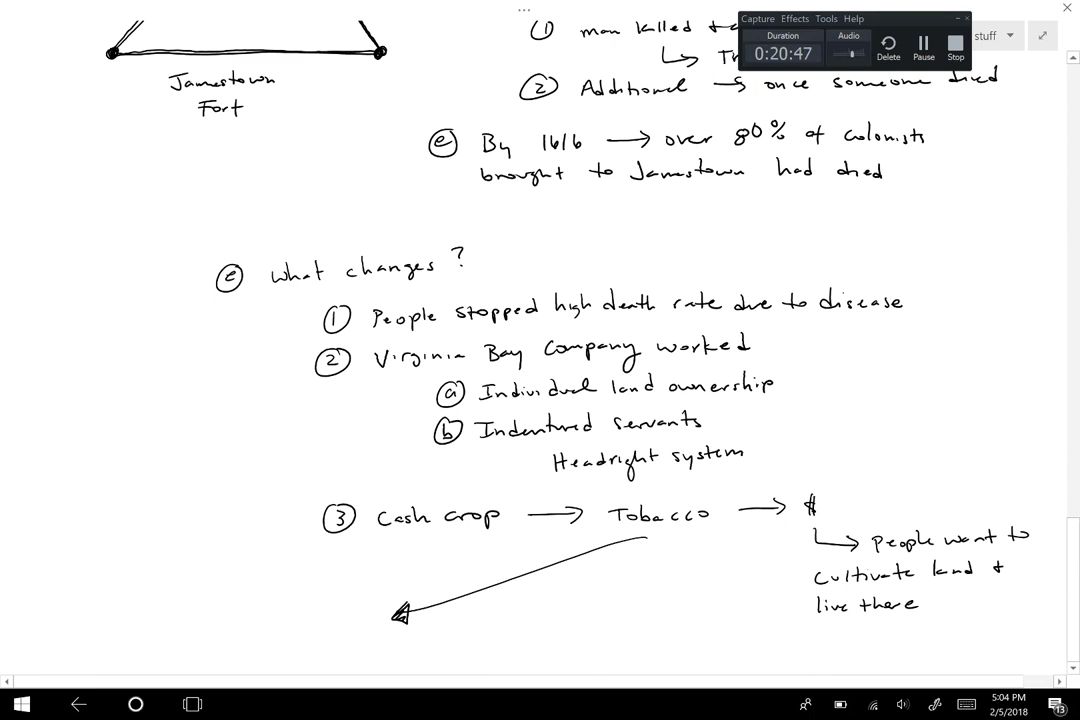 Capture Effects Tools Help
Duration
Audio
0:20:47
Delete
Pause
Stop
stuff
① man killed
↳
Jamestown
Fort
② Additional → once someone died
ⓔ By 1616 → over 80% of colonists
brought to Jamestown had died
ⓔ What changes?
① People stopped high death rate due to disease
② Virginia Bay Company worked
ⓐ Individual land ownership
ⓑ Indentured servants
Headright system
③ Cash crop → Tobacco → $
↳ People want to
cultivate land +
live there
5:04 PM
2/5/2018
13